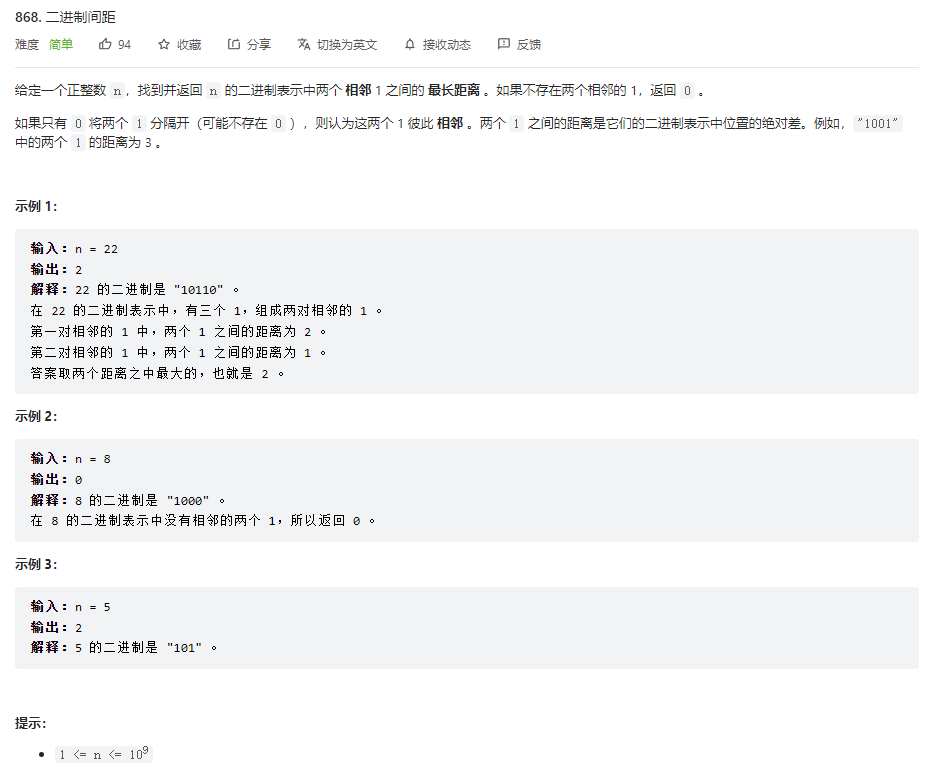 868. 二进制间距
难度 简单 94 收藏 分享 切换为英文 接收动态 反馈
给定一个正整数 n，找到并返回 n 的二进制表示中两个 相邻 1 之间的 最长距离 。如果不存在两个相邻的 1，返回 0 。
如果只有 0 将两个 1 分隔开（可能不存在 0 ），则认为这两个 1 彼此 相邻 。两个 1 之间的距离是它们的二进制表示中位置的绝对差。例如， "1001"
中的两个 1 的距离为 3 。
示例 1：
输入：n = 22
输出：2
解释：22 的二进制是 "10110" 。
在 22 的二进制表示中，有三个 1，组成两对相邻的 1 。
第一对相邻的 1 中，两个 1 之间的距离为 2 。
第二对相邻的 1 中，两个 1 之间的距离为 1 。
答案取两个距离之中最大的，也就是 2 。
示例 2：
输入：n = 8
输出：0
解释：8 的二进制是 "1000" 。
在 8 的二进制表示中没有相邻的两个 1，所以返回 0 。
示例 3：
输入：n = 5
输出：2
解释：5 的二进制是 "101" 。
提示：
• 1 <= n <= 10⁹